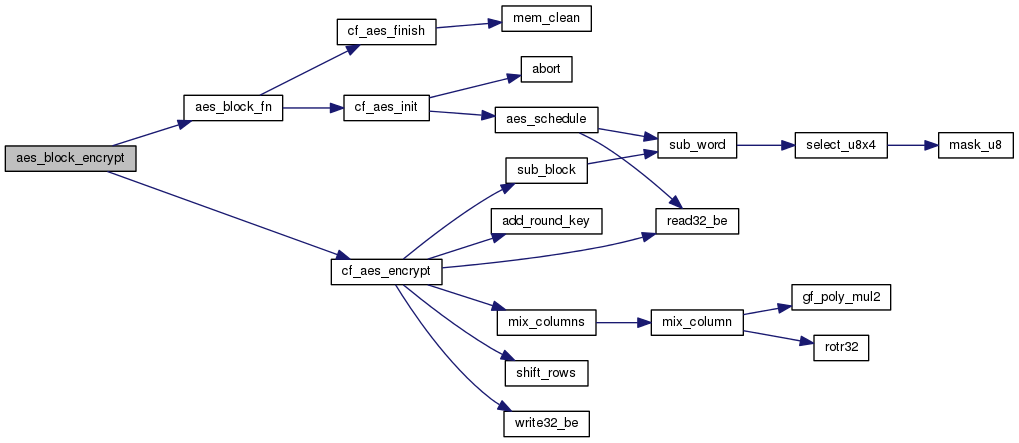 mem_clean
cf_aes_finish
abort
aes_block_fn
cf_aes_init
aes_schedule
sub_word
select_u8x4
mask_u8
aes_block_encrypt
sub_block
add_round_key
read32_be
cf_aes_encrypt
gf_poly_mul2
mix_columns
mix_column
rotr32
shift_rows
write32_be